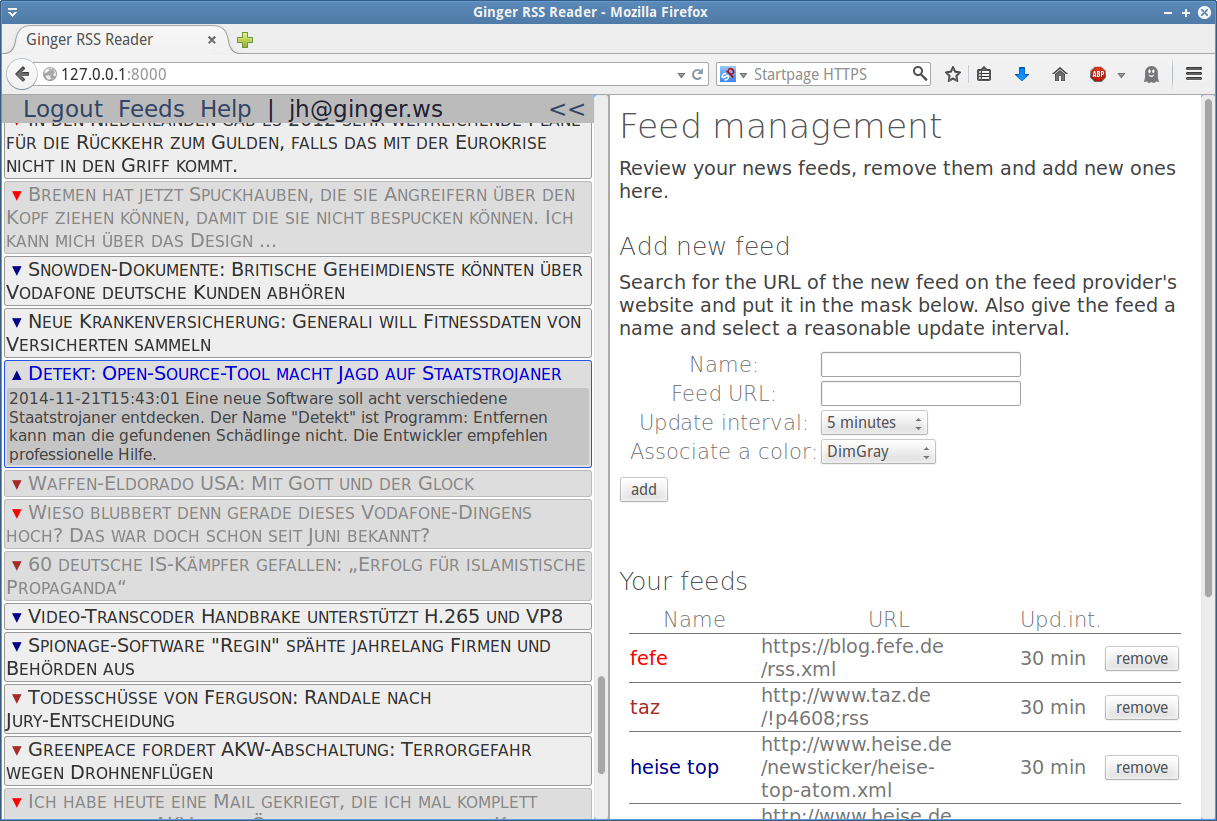 Ginger RSS Reader - Mozilla Firefox
Ginger RSS Reader
127.0.0.1:8000
Startpage HTTPS
ABP
Logout Feeds Help | jh@ginger.ws <<
In den Niederlanden gab es 2012 sehr weitreichende Pläne
für die Rückkehr zum Gulden, falls das mit der Eurokrise
nicht in den Griff kommt.
▼ Bremen hat jetzt Spuckhauben, die sie Angreifern über den
Kopf ziehen können, damit die sie nicht bespucken können. Ich
kann mich über das Design ...
▼ Snowden-Dokumente: Britische Geheimdienste könnten über
Vodafone deutsche Kunden abhören
▼ Neue Krankenversicherung: Generali will Fitnessdaten von
Versicherten sammeln
▲ Detekt: Open-Source-Tool macht Jagd auf Staatstrojaner
2014-11-21T15:43:01 Eine neue Software soll acht verschiedene
Staatstrojaner entdecken. Der Name "Detekt" ist Programm: Entfernen
kann man die gefundenen Schädlinge nicht. Die Entwickler empfehlen
professionelle Hilfe.
▼ Waffen-Eldorado USA: Mit Gott und der Glock
▼ Wieso blubbert denn gerade dieses Vodafone-Dingens
hoch? Das war doch schon seit Juni bekannt?
▼ 60 deutsche IS-Kämpfer gefallen: „Erfolg für islamistische
Propaganda“
▼ Video-Transcoder Handbrake unterstützt H.265 und VP8
▼ Spionage-Software "Regin" spähte jahrelang Firmen und
Behörden aus
▼ Todesschüsse von Ferguson: Randale nach
Jury-Entscheidung
▼ Greenpeace fordert AKW-Abschaltung: Terrorgefahr
wegen Drohnenflügen
▼ Ich habe heute eine Mail gekriegt, die ich mal komplett
Feed management
Review your news feeds, remove them and add new ones
here.
Add new feed
Search for the URL of the new feed on the feed provider's
website and put it in the mask below. Also give the feed a
name and select a reasonable update interval.
Name:
Feed URL:
Update interval: 5 minutes
Associate a color: DimGray
add
Your feeds
Name URL Upd.int.
fefe https://blog.fefe.de
/rss.xml 30 min remove
taz http://www.taz.de
/!p4608;rss 30 min remove
http://www.heise.de
heise top /newsticker/heise- 30 min remove
top-atom.xml
http://www.heise.de